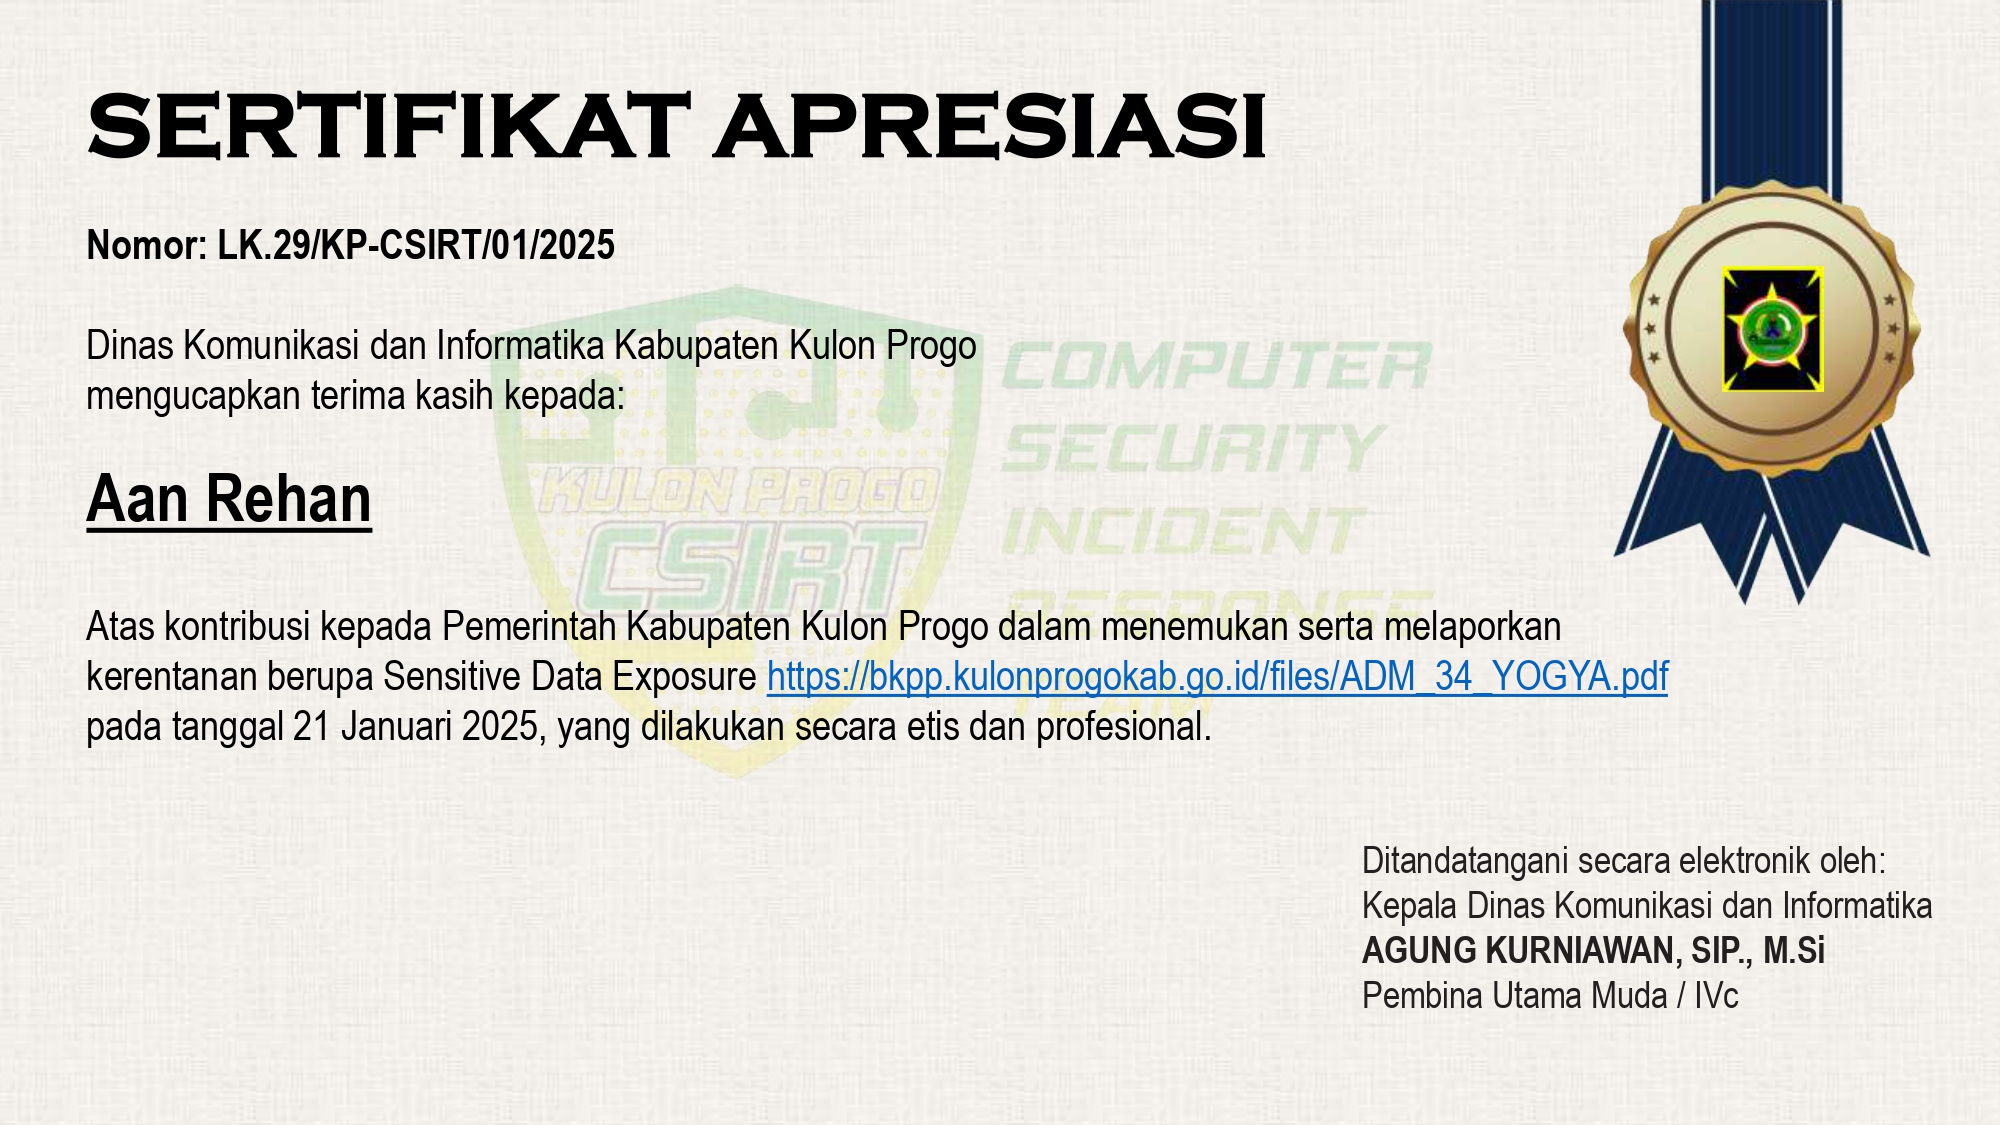 SERTIFIKAT APRESIASI
Nomor: LK.29/KP-CSIRT/01/2025
Dinas Komunikasi dan Informatika Kabupaten Kulon Progo
mengucapkan terima kasih kepada:
Aan Rehan
Atas kontribusi kepada Pemerintah Kabupaten Kulon Progo dalam menemukan serta melaporkan
kerentanan berupa Sensitive Data Exposure https://bkpp.kulonprogokab.go.id/files/ADM_34_YOGYA.pdf
pada tanggal 21 Januari 2025, yang dilakukan secara etis dan profesional.
KULON PROGO
CSIRT
COMPUTER
SECURITY
INCIDENT
RESPONSE
TEAM
Ditandatangani secara elektronik oleh:
Kepala Dinas Komunikasi dan Informatika
AGUNG KURNIAWAN, SIP., M.Si
Pembina Utama Muda / IVc